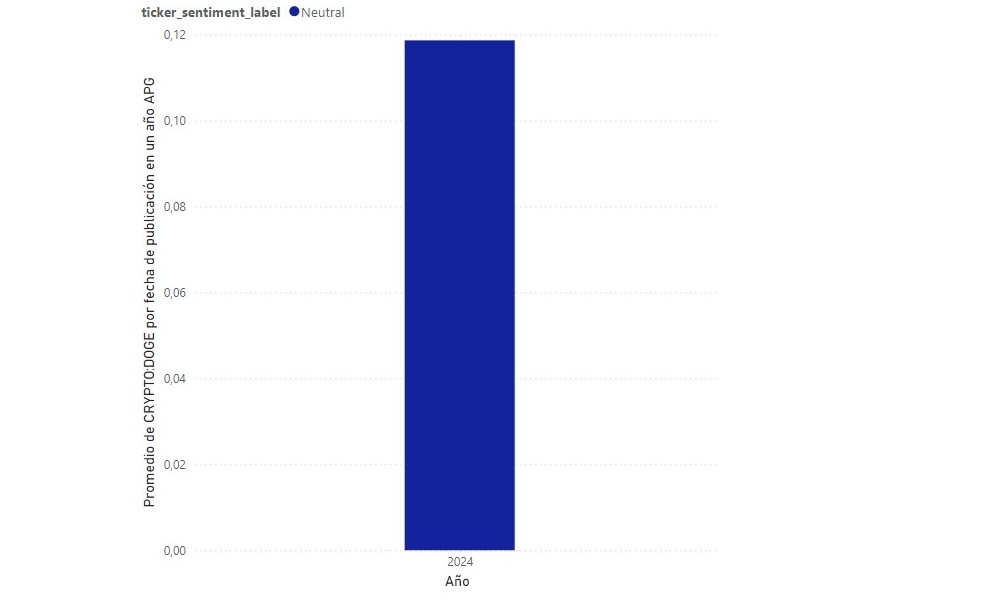 ticker_sentiment_label Neutral
Promedio de CRYPTO:DOGE por fecha de publicación en un año APG
0,12
0,10
0,08
0,06
0,04
0,02
0,00
2024
Año